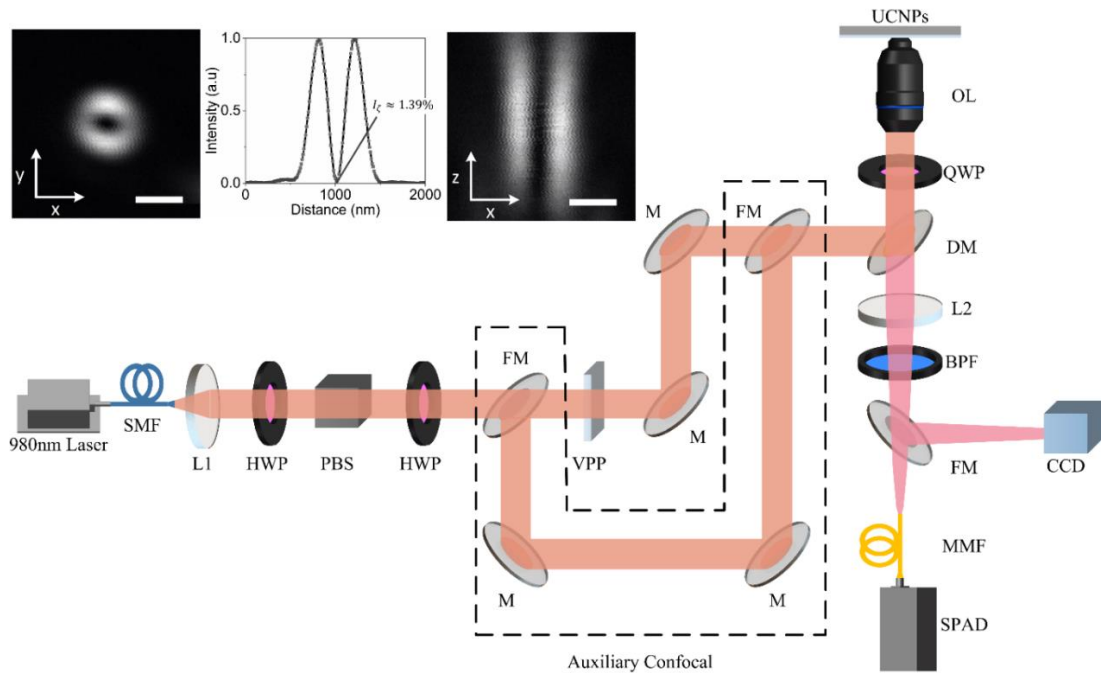 UCNPs
OL
QWP
DM
L2
BPF
FM
CCD
MMF
SPAD
y
x
Intensity (a.u)
1.0
0.5
0.0
0
1000
2000
Distance (nm)
Iζ ≈ 1.39%
z
x
M
FM
FM
M
980nm Laser
SMF
L1
HWP
PBS
HWP
VPP
M
M
Auxiliary Confocal